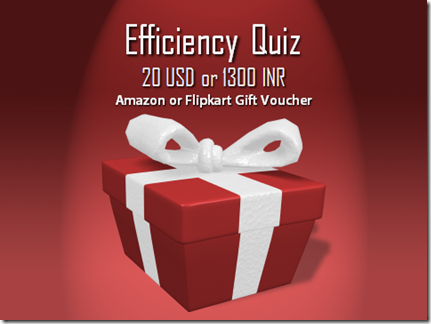 Efficiency Quiz
20 USD or 1300 INR
Amazon or Flipkart Gift Voucher